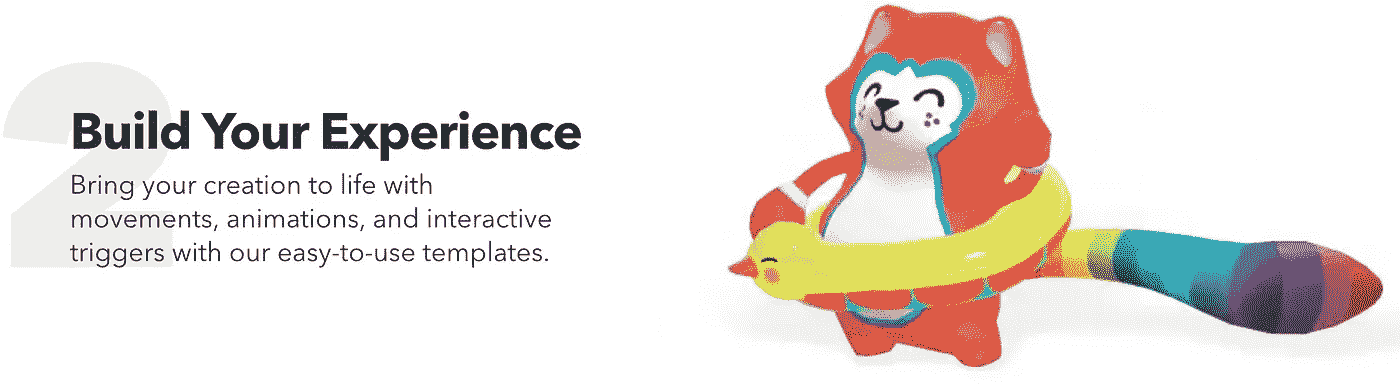 2
Build Your Experience
Bring your creation to life with
movements, animations, and interactive
triggers with our easy-to-use templates.